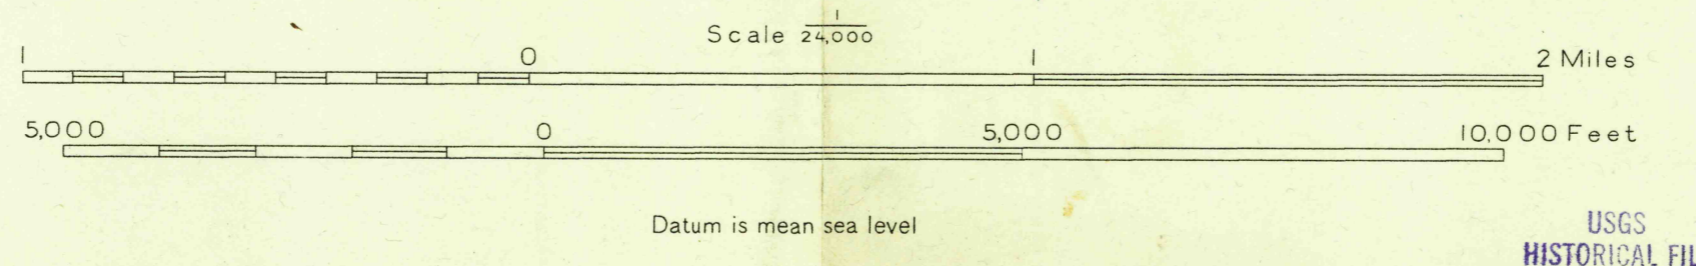 Scale 1/24,000
1 0 1 2 Miles
5,000 0 5,000 10,000 Feet
Datum is mean sea level
USGS
HISTORICAL